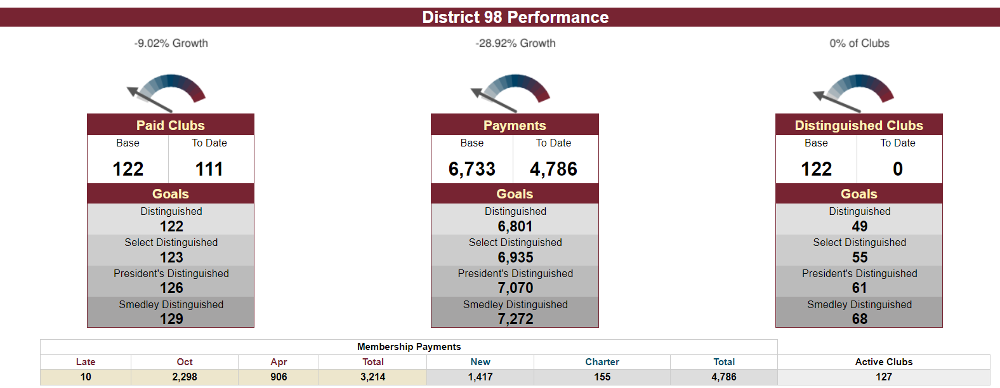 District 98 Performance
-9.02% Growth
-28.92% Growth
0% of Clubs
Paid Clubs
Base To Date
122 111
Goals
Distinguished
122
Select Distinguished
123
President's Distinguished
126
Smedley Distinguished
129
Payments
Base To Date
6,733 4,786
Goals
Distinguished
6,801
Select Distinguished
6,935
President's Distinguished
7,070
Smedley Distinguished
7,272
Distinguished Clubs
Base To Date
122 0
Goals
Distinguished
49
Select Distinguished
55
President's Distinguished
61
Smedley Distinguished
68
Membership Payments
Late Oct Apr Total New Charter Total Active Clubs
10 2,298 906 3,214 1,417 155 4,786 127